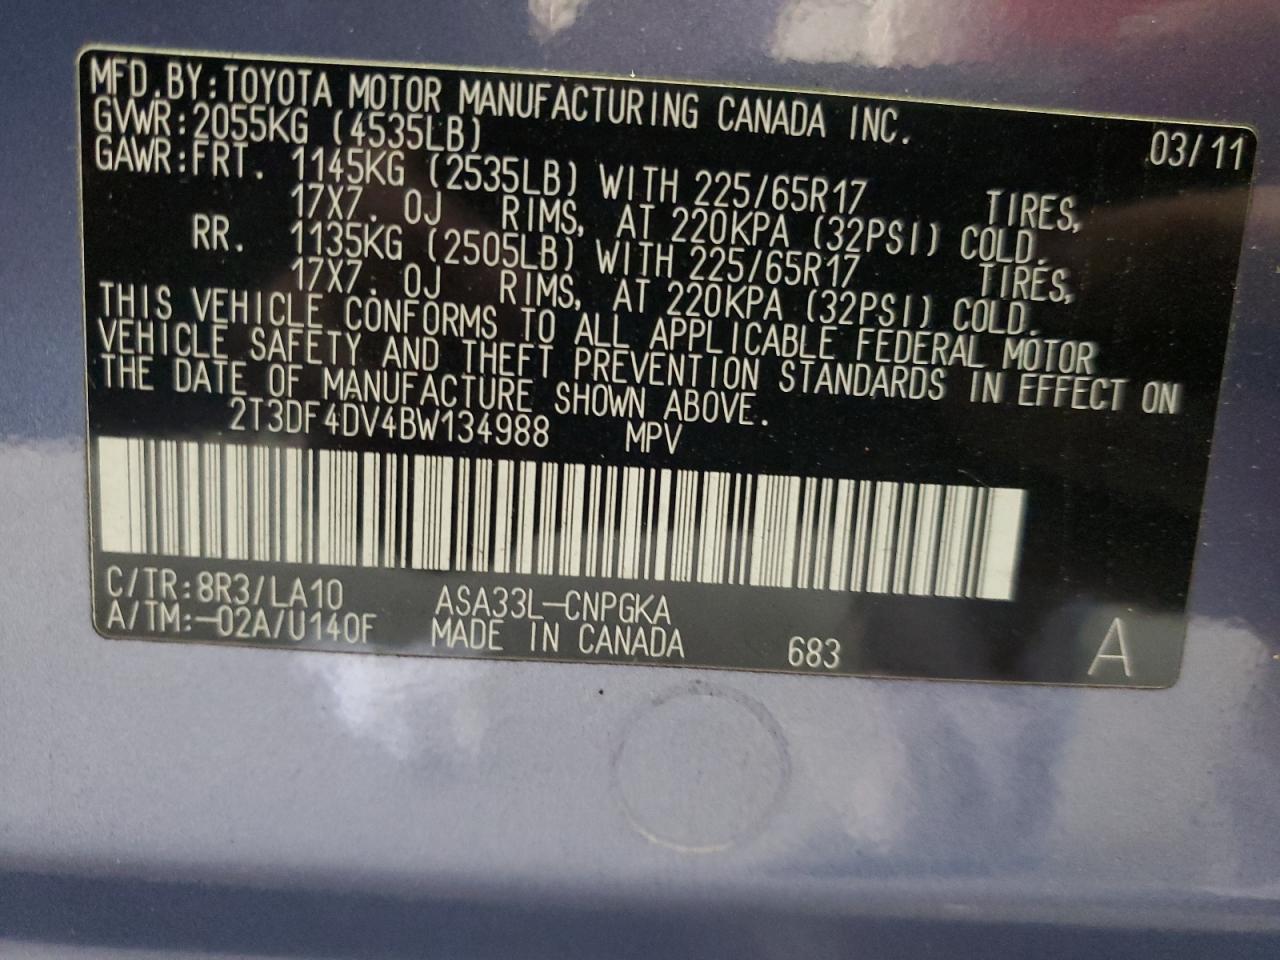 MFD.BY:TOYOTA MOTOR MANUFACTURING CANADA INC. 03/11
GVWR:2055KG (4535LB)
GAWR:FRT. 1145KG (2535LB) WITH 225/65R17 TIRES,
17X7.0J RIMS, AT 220KPA (32PSI) COLD.
RR. 1135KG (2505LB) WITH 225/65R17 TIRES,
17X7.0J RIMS, AT 220KPA (32PSI) COLD.
THIS VEHICLE CONFORMS TO ALL APPLICABLE FEDERAL MOTOR
VEHICLE SAFETY AND THEFT PREVENTION STANDARDS IN EFFECT ON
THE DATE OF MANUFACTURE SHOWN ABOVE.
2T3DF4DV4BW134988 MPV
C/TR:8R3/LA10 ASA33L-CNPGKA
A/TM:-02A/U140F MADE IN CANADA 683 A